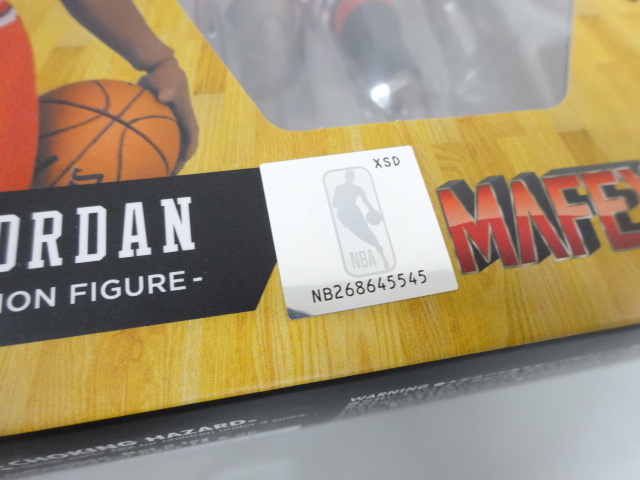 ORDAN
ION FIGURE-
XSD
NBA
NB268645545
MAFE
CHOKING HAZARD-
WARNING